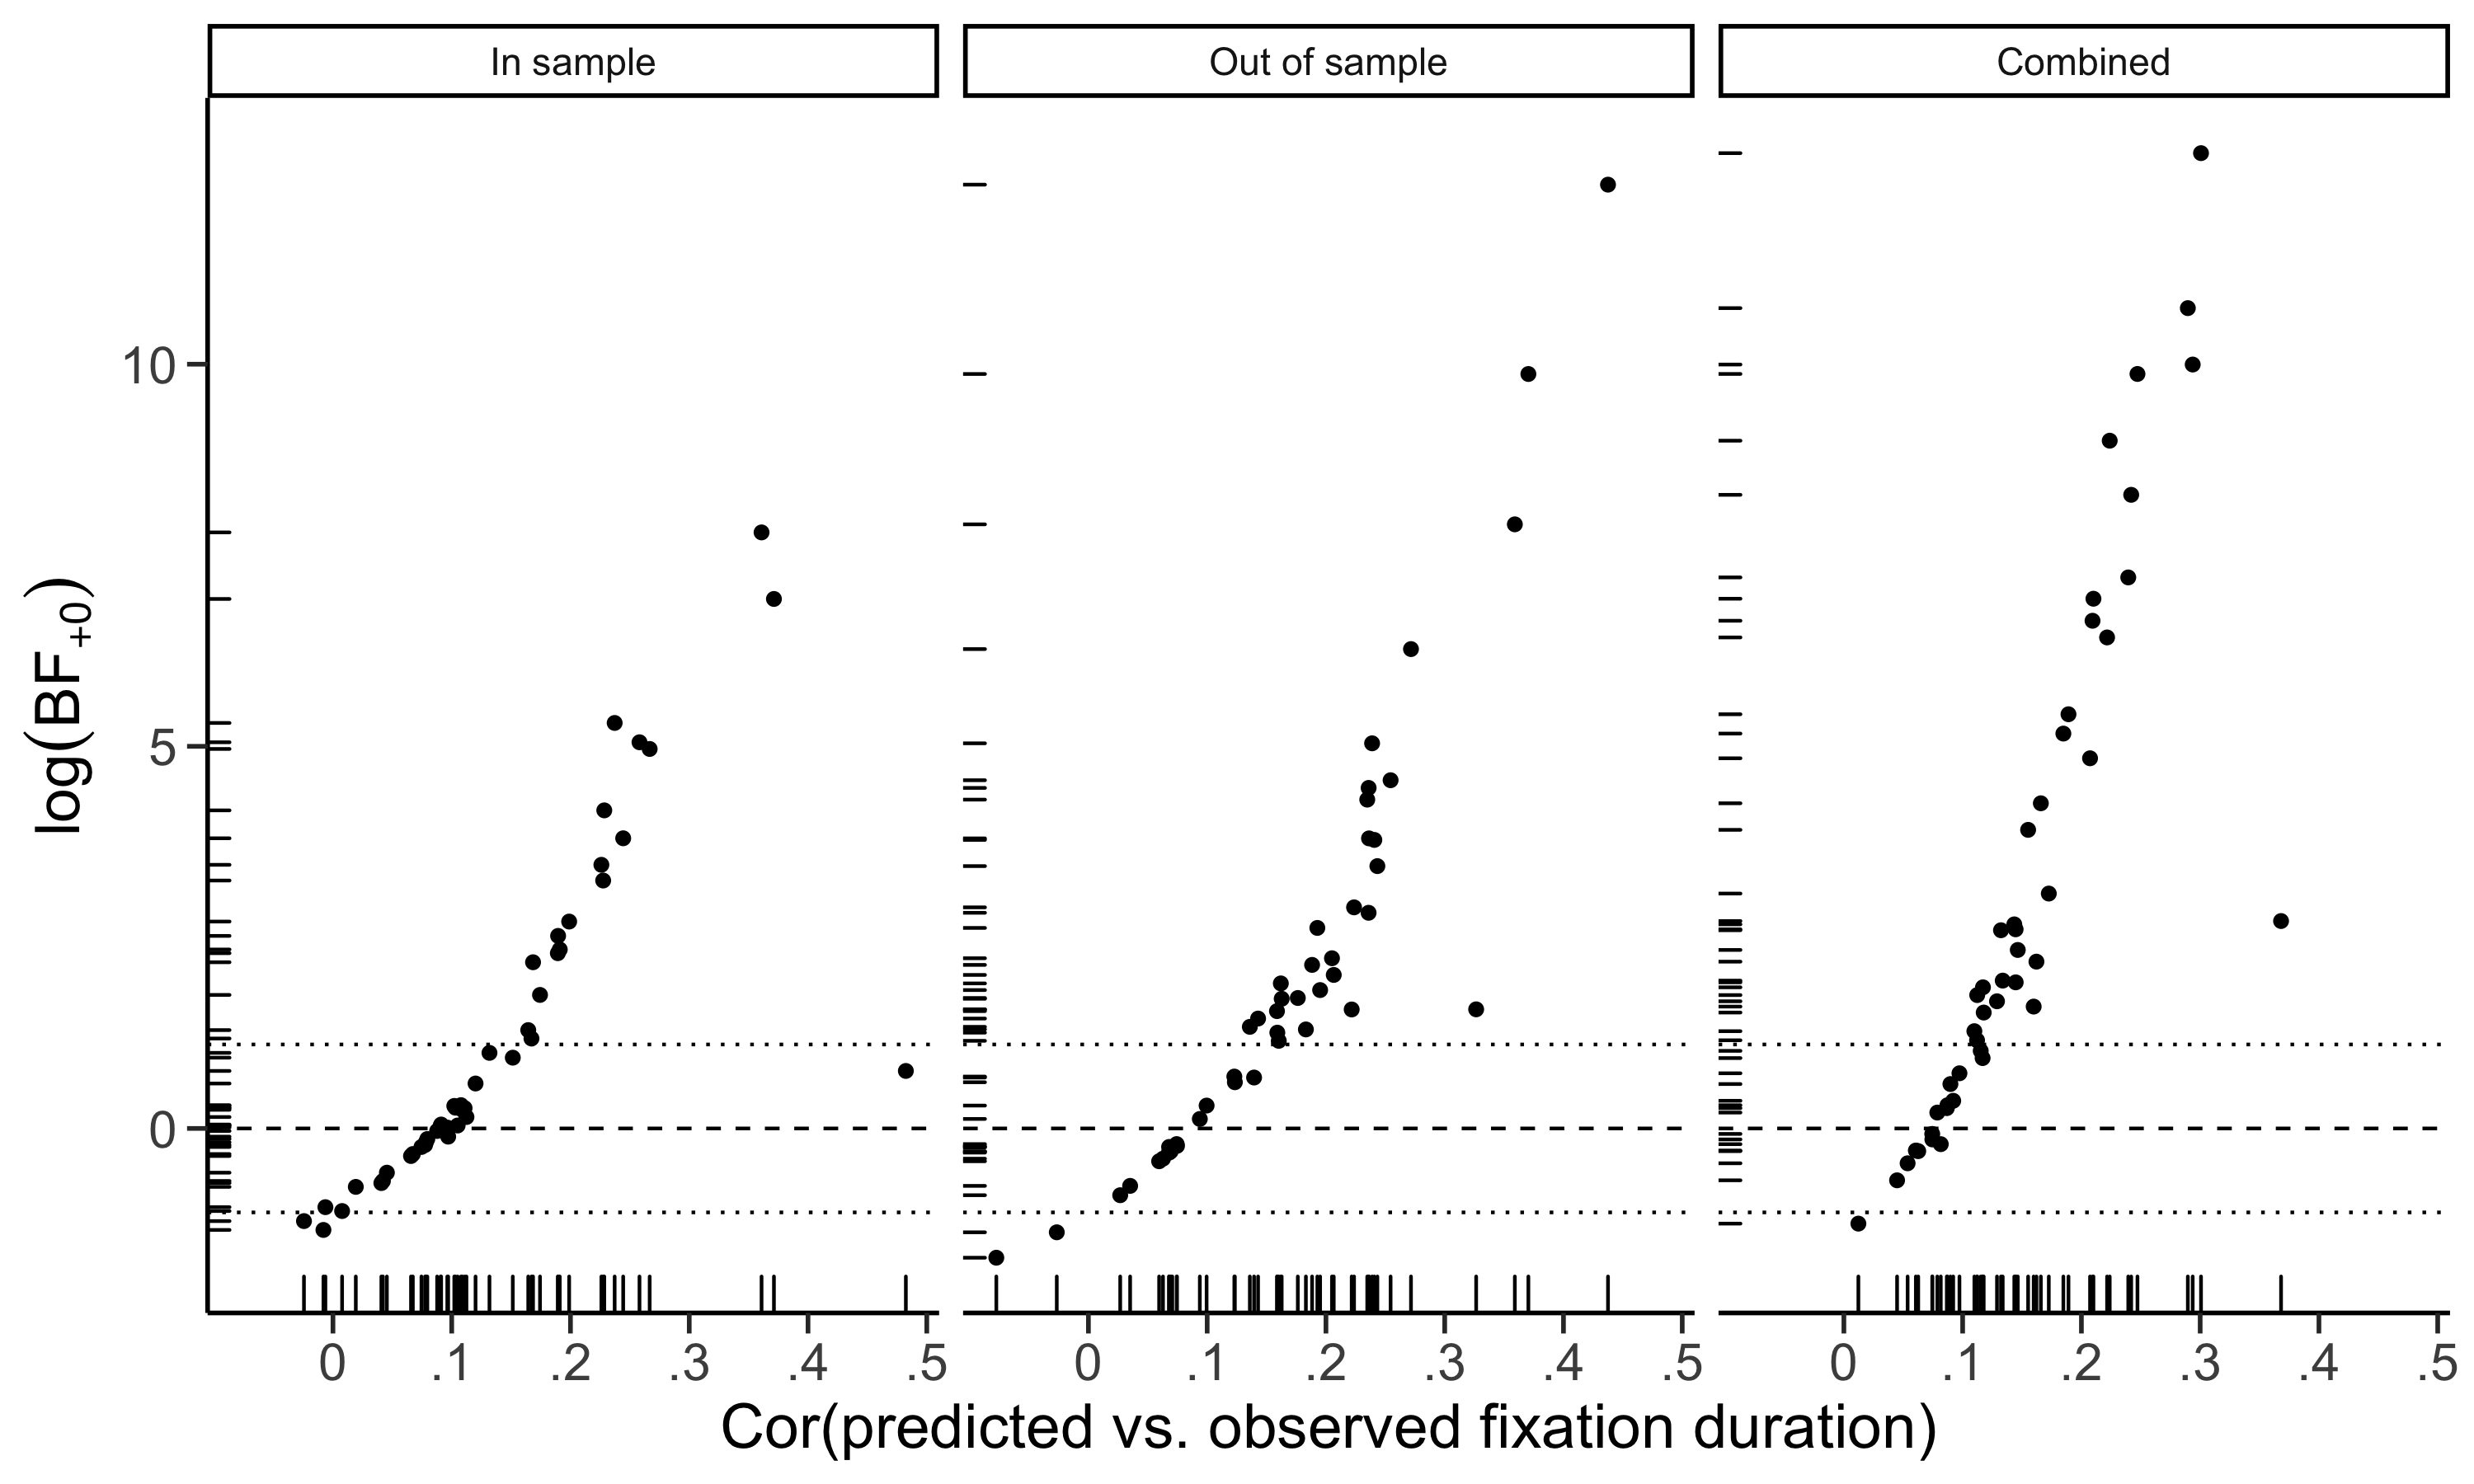 In sample
Out of sample
Combined
10
5
0
log(BF+0)
0 .1 .2 .3 .4 .5
0 .1 .2 .3 .4 .5
0 .1 .2 .3 .4 .5
Cor(predicted vs. observed fixation duration)